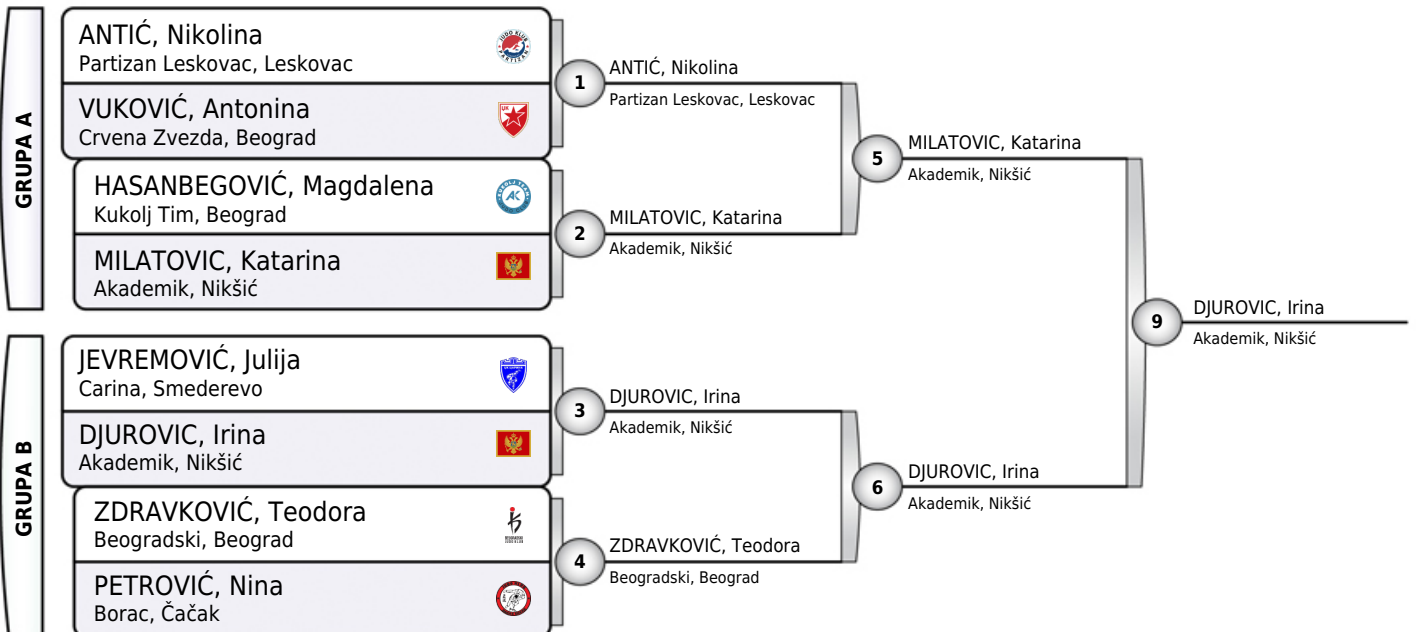 GRUPA A
ANTIĆ, Nikolina
Partizan Leskovac, Leskovac
VUKOVIĆ, Antonina
Crvena Zvezda, Beograd
HASANBEGOVIĆ, Magdalena
Kukolj Tim, Beograd
MILATOVIC, Katarina
Akademik, Nikšić
GRUPA B
JEVREMOVIĆ, Julija
Carina, Smederevo
DJUROVIC, Irina
Akademik, Nikšić
ZDRAVKOVIĆ, Teodora
Beogradski, Beograd
PETROVIĆ, Nina
Borac, Čačak
1
ANTIĆ, Nikolina
Partizan Leskovac, Leskovac
2
MILATOVIC, Katarina
Akademik, Nikšić
3
DJUROVIC, Irina
Akademik, Nikšić
4
ZDRAVKOVIĆ, Teodora
Beogradski, Beograd
5
MILATOVIC, Katarina
Akademik, Nikšić
6
DJUROVIC, Irina
Akademik, Nikšić
9
DJUROVIC, Irina
Akademik, Nikšić